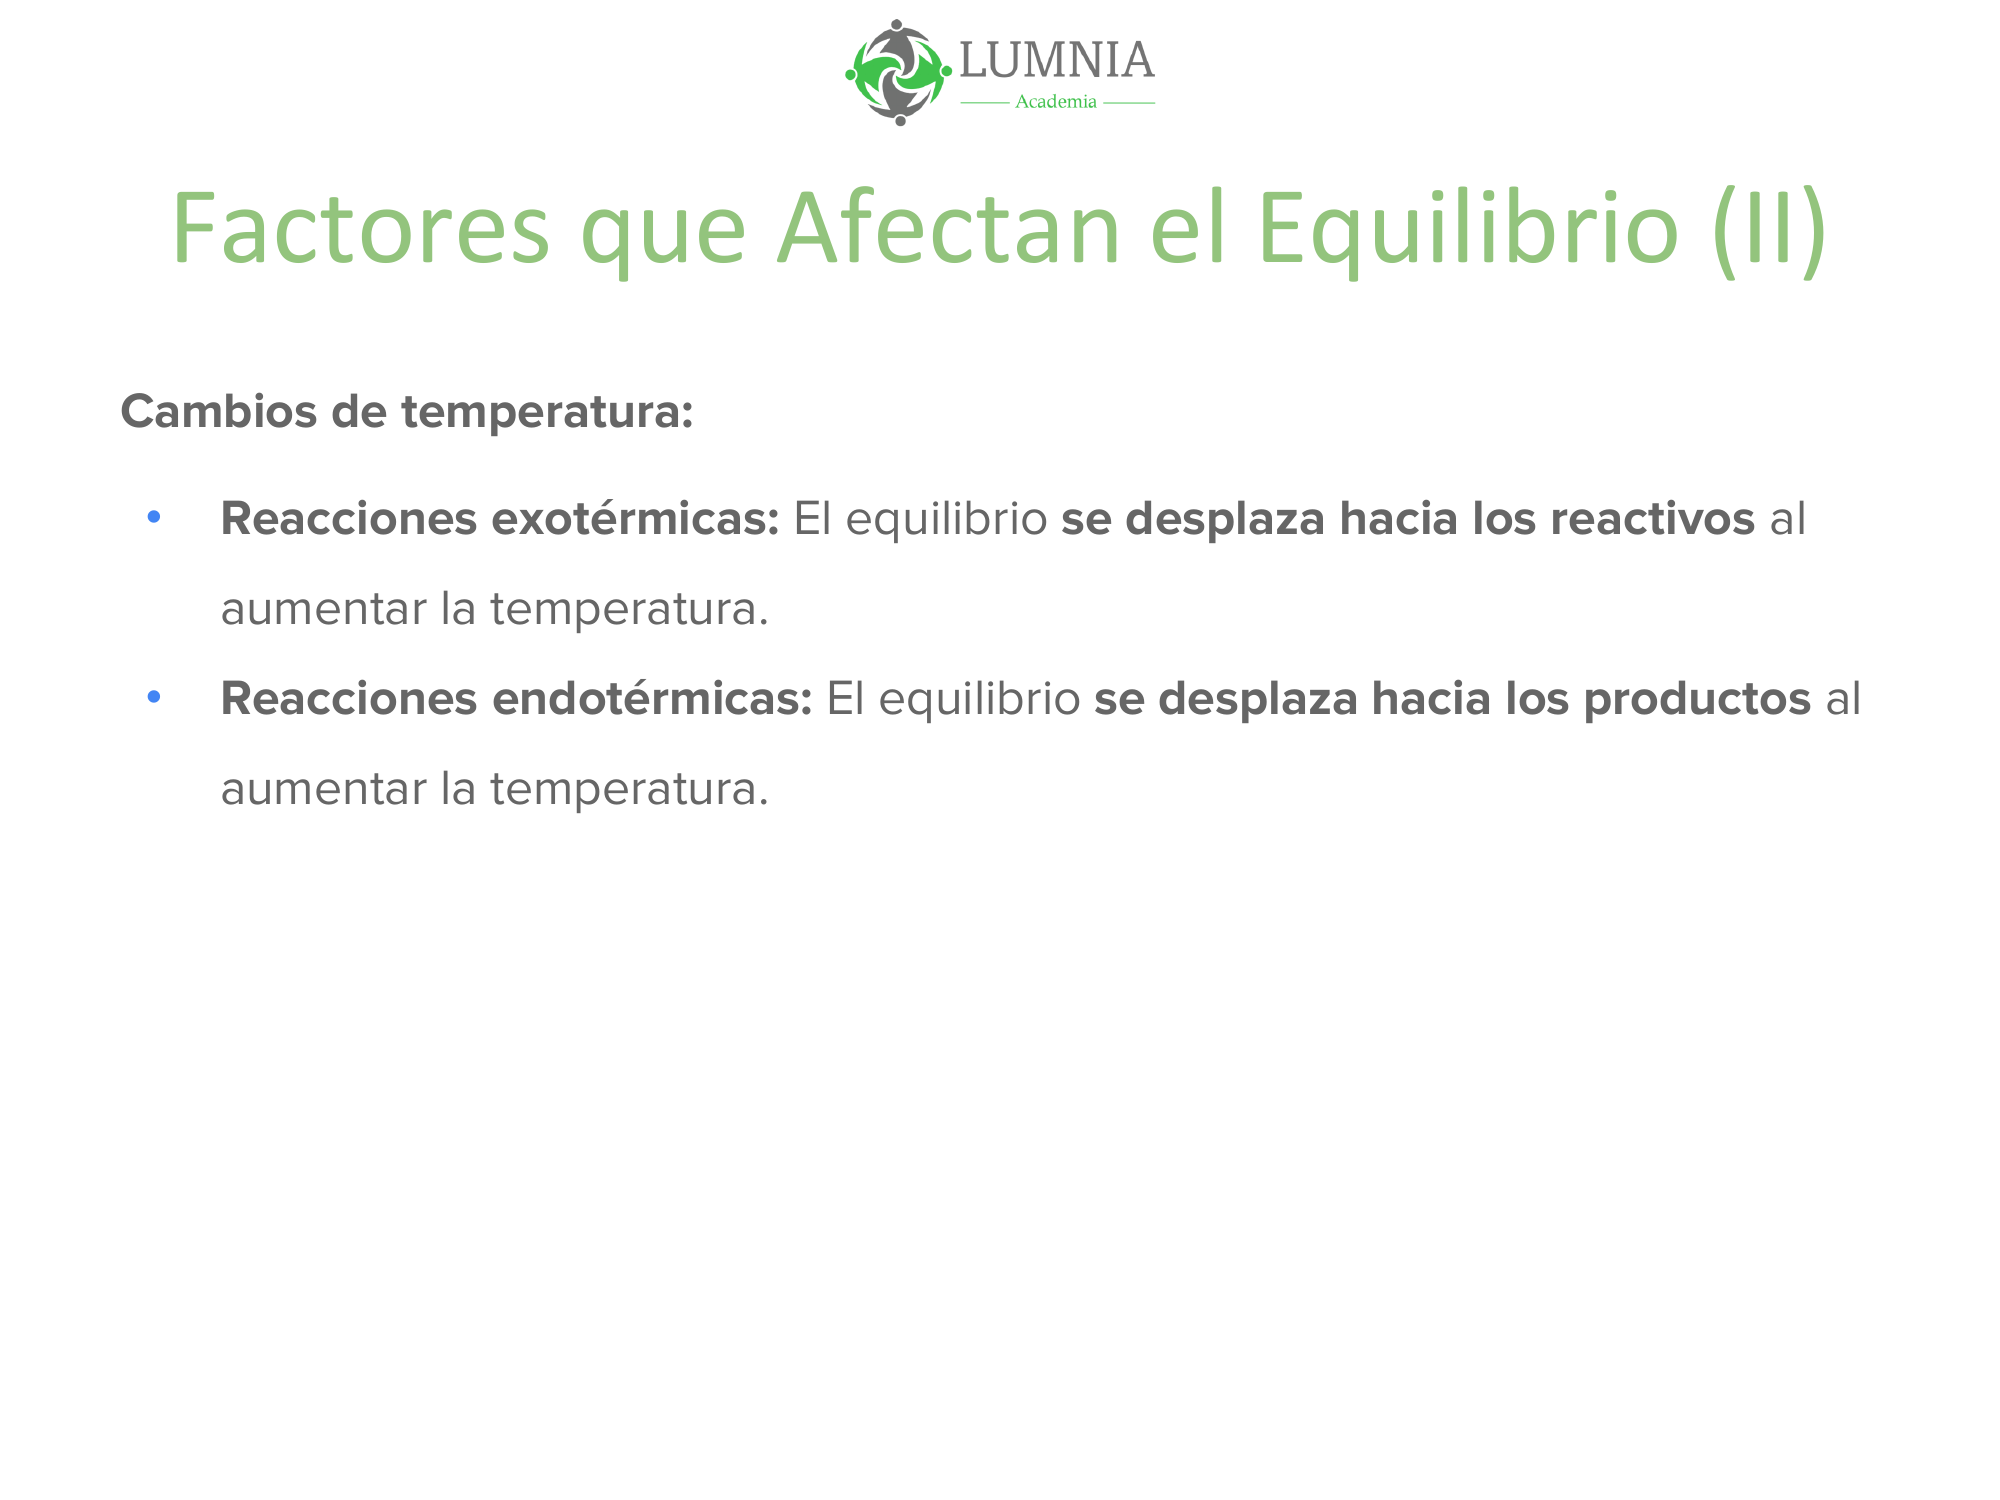 LUMNIA
Academia
Factores que Afectan el Equilibrio (II)
Cambios de temperatura:
• Reacciones exotérmicas: El equilibrio se desplaza hacia los reactivos al
aumentar la temperatura.
• Reacciones endotérmicas: El equilibrio se desplaza hacia los productos al
aumentar la temperatura.